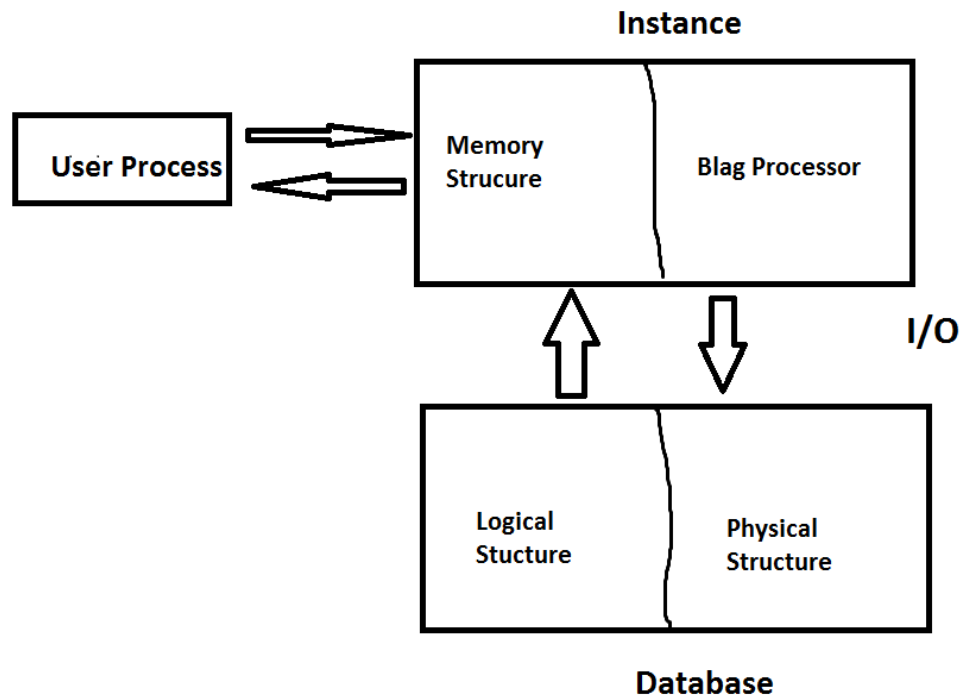 Instance
User Process
Memory
Strucure
Blag Processor
I/O
Logical
Stucture
Physical
Structure
Database